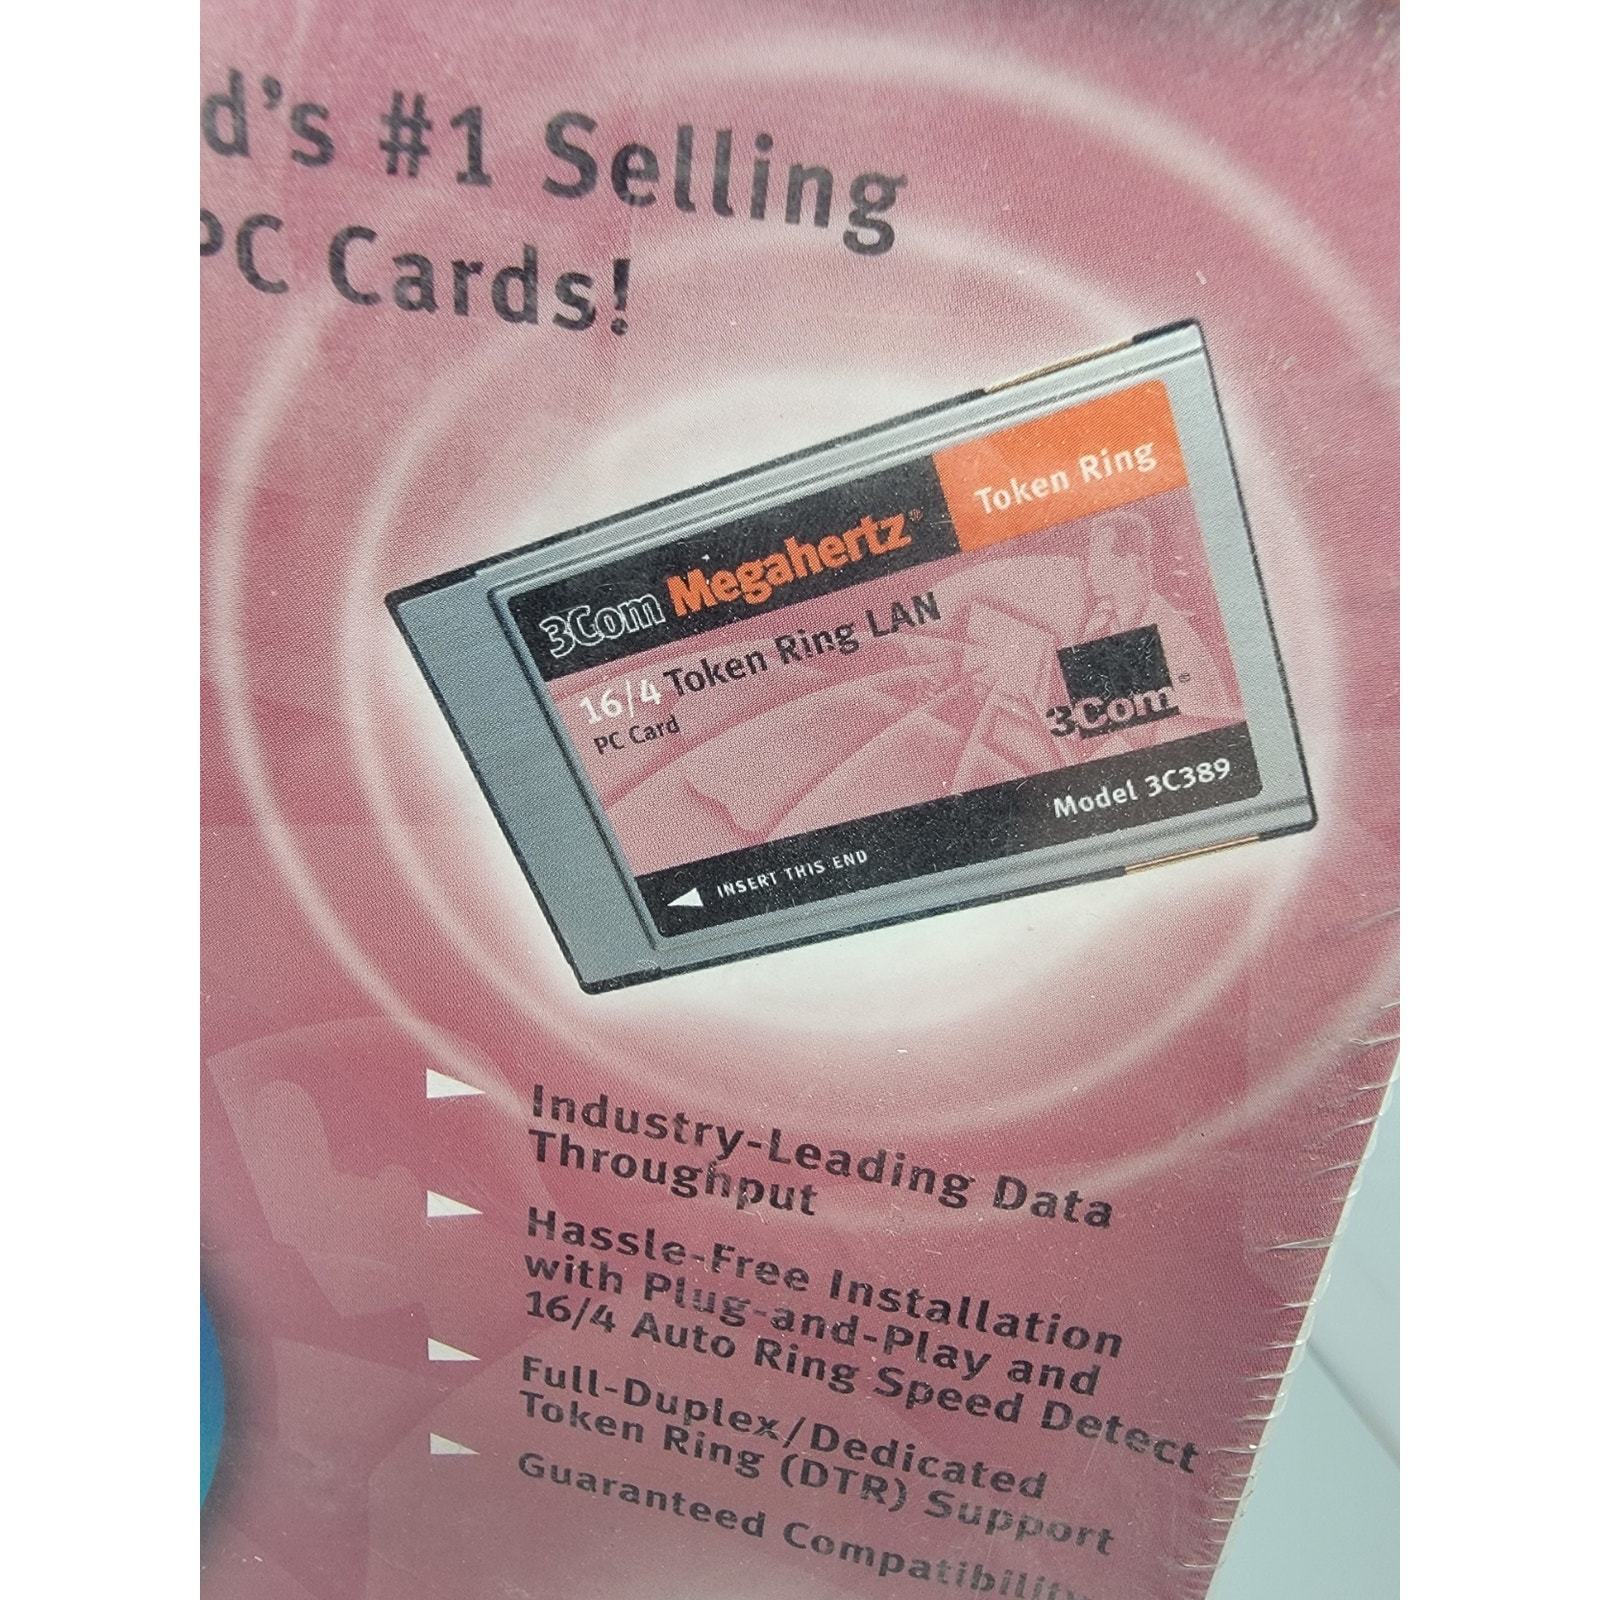 d's #1 Selling
PC Cards!
Token Ring
3Com Megahertz®
16/4 Token Ring LAN
PC Card
3Com®
Model 3C389
INSERT THIS END
Industry-Leading Data
Throughput
Hassle-Free Installation
with Plug-and-Play and
16/4 Auto Ring Speed Detect
Full-Duplex/Dedicated
Token Ring (DTR) Support
Guaranteed Compatibility